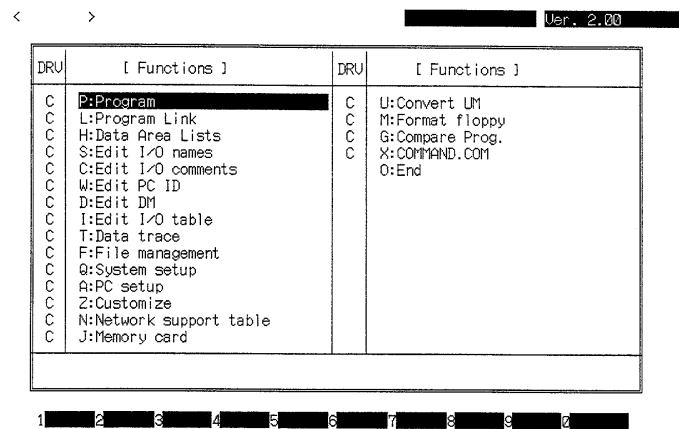 < > Ver. 2.00
DRV [ Functions ] DRV [ Functions ]
C P:Program C U:Convert UM
C L:Program Link C M:Format floppy
C H:Data Area Lists C G:Compare Prog.
C S:Edit I/O names C X:COMMAND.COM
C C:Edit I/O comments O:End
C W:Edit PC ID
C D:Edit DM
C I:Edit I/O table
C T:Data trace
C F:File management
C Q:System setup
C A:PC setup
C Z:Customize
C N:Network support table
C J:Memory card
1 2 3 4 5 6 7 8 9 0